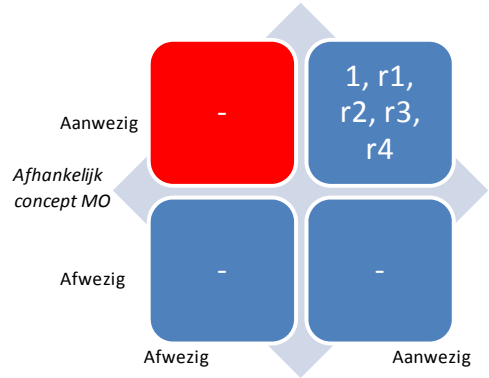 1, r1,
r2, r3,
r4
-
Aanwezig
Afhankelijk
concept MO
-
-
Afwezig
Afwezig
Aanwezig